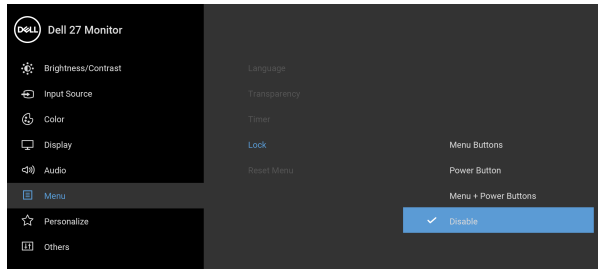 DELL Dell 27 Monitor
Brightness/Contrast
Language
Input Source
Transparency
Color
Timer
Display
Lock
Menu Buttons
Audio
Reset Menu
Power Button
Menu
Menu + Power Buttons
Personalize
Disable
Others